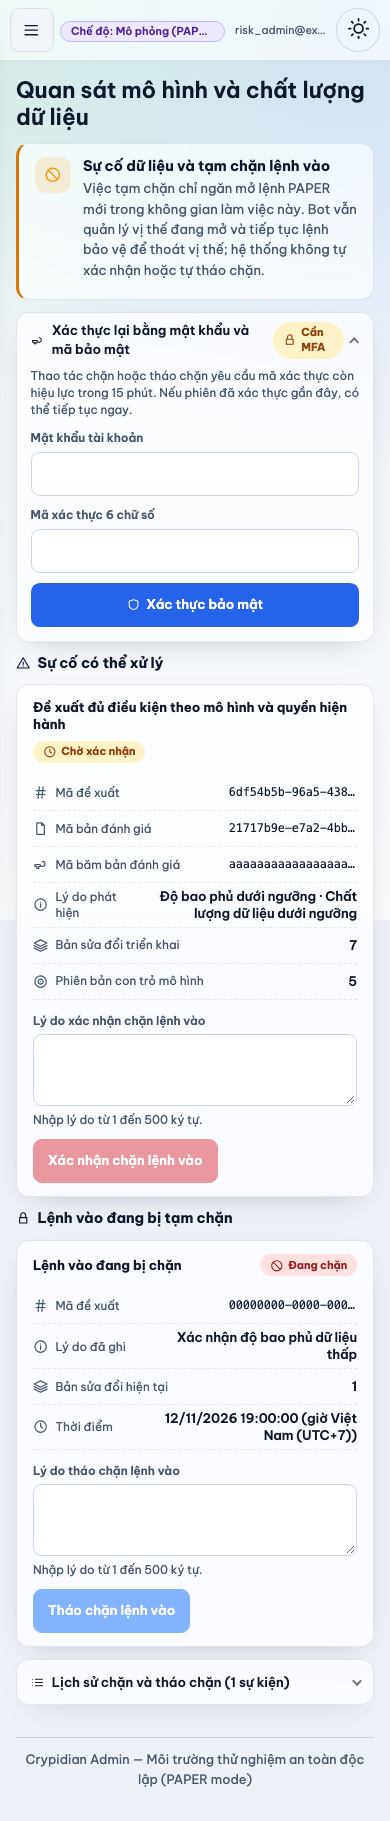 Chế độ: Mô phỏng (PAP...
risk_admin@ex...
Quan sát mô hình và chất lượng
dữ liệu
Sự cố dữ liệu và tạm chặn lệnh vào
Việc tạm chặn chỉ ngăn mở lệnh PAPER
mới trong không gian làm việc này. Bot vẫn
quản lý vị thế đang mở và tiếp tục lệnh
bảo vệ để thoát vị thế; hệ thống không tự
xác nhận hoặc tự tháo chặn.
Xác thực lại bằng mật khẩu và
mã bảo mật
Cần
MFA
Thao tác chặn hoặc tháo chặn yêu cầu mã xác thực còn
hiệu lực trong 15 phút. Nếu phiên đã xác thực gần đây, có
thể tiếp tục ngay.
Mật khẩu tài khoản
Mã xác thực 6 chữ số
Xác thực bảo mật
Sự cố có thể xử lý
Đề xuất đủ điều kiện theo mô hình và quyền hiện
hành
Chờ xác nhận
Mã đề xuất 6df54b5b-96a5-438...
Mã bản đánh giá 21717b9e-e7a2-4bb...
Mã băm bản đánh giá aaaaaaaaaaaaaaaaa...
Lý do phát
hiện
Độ bao phủ dưới ngưỡng · Chất
lượng dữ liệu dưới ngưỡng
Bản sửa đổi triển khai 7
Phiên bản con trỏ mô hình 5
Lý do xác nhận chặn lệnh vào
Nhập lý do từ 1 đến 500 ký tự.
Xác nhận chặn lệnh vào
Lệnh vào đang bị tạm chặn
Lệnh vào đang bị chặn
Đang chặn
Mã đề xuất 00000000-0000-000...
Lý do đã ghi
Xác nhận độ bao phủ dữ liệu
thấp
Bản sửa đổi hiện tại 1
Thời điểm
12/11/2026 19:00:00 (giờ Việt
Nam (UTC+7))
Lý do tháo chặn lệnh vào
Nhập lý do từ 1 đến 500 ký tự.
Tháo chặn lệnh vào
Lịch sử chặn và tháo chặn (1 sự kiện)
Crypidian Admin — Môi trường thử nghiệm an toàn độc
lập (PAPER mode)